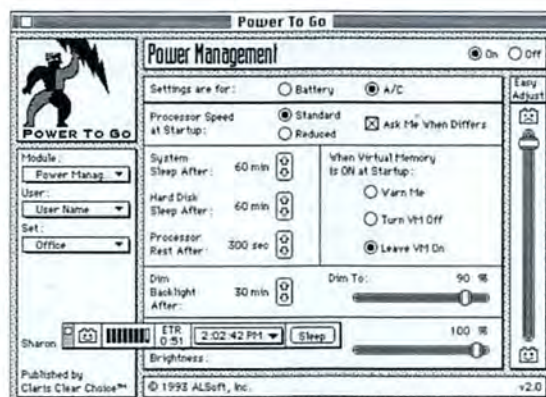 Power To Go
POWER TO GO
Module:
Power Manag.
User:
User Name
Set:
Office
Sharon
Published by
Claris Clear Choice™
Power Management
On Off
Settings are for: Battery A/C
Processor Speed
at Startup:
Standard
Reduced
Ask Me When Differs
System
Sleep After: 60 min
Hard Disk
Sleep After: 60 min
Processor
Rest After: 300 sec
When Virtual Memory
Is ON at Startup:
Warn Me
Turn VM Off
Leave VM On
Dim
Backlight
After: 30 min
Dim To: 90 %
ETR
0:51
2:02:42 PM
Sleep
100 %
Brightness:
© 1993 ALSoft, Inc. v2.0
Easy
Adjust